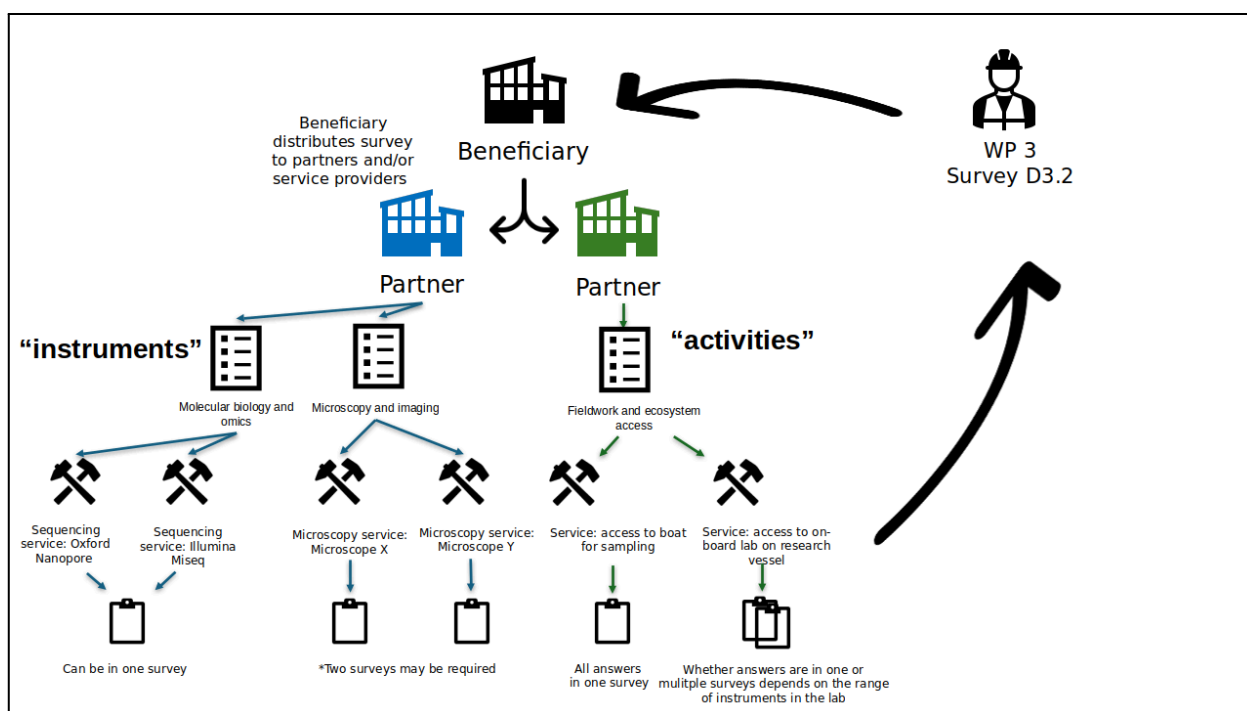 Beneficiary
distributes survey
to partners and/or
service providers
Beneficiary
WP 3
Survey D3.2
Partner
Partner
“instruments”
“activities”
Molecular biology and
omics
Microscopy and imaging
Fieldwork and ecosystem
access
Sequencing
service: Oxford
Nanopore
Sequencing
service: Illumina
Miseq
Microscopy service:
Microscope X
Microscopy service:
Microscope Y
Service: access to boat
for sampling
Service: access to on-
board lab on research
vessel
Can be in one survey
*Two surveys may be required
All answers
in one survey
Whether answers are in one or
mulitple surveys depends on the range
of instruments in the lab